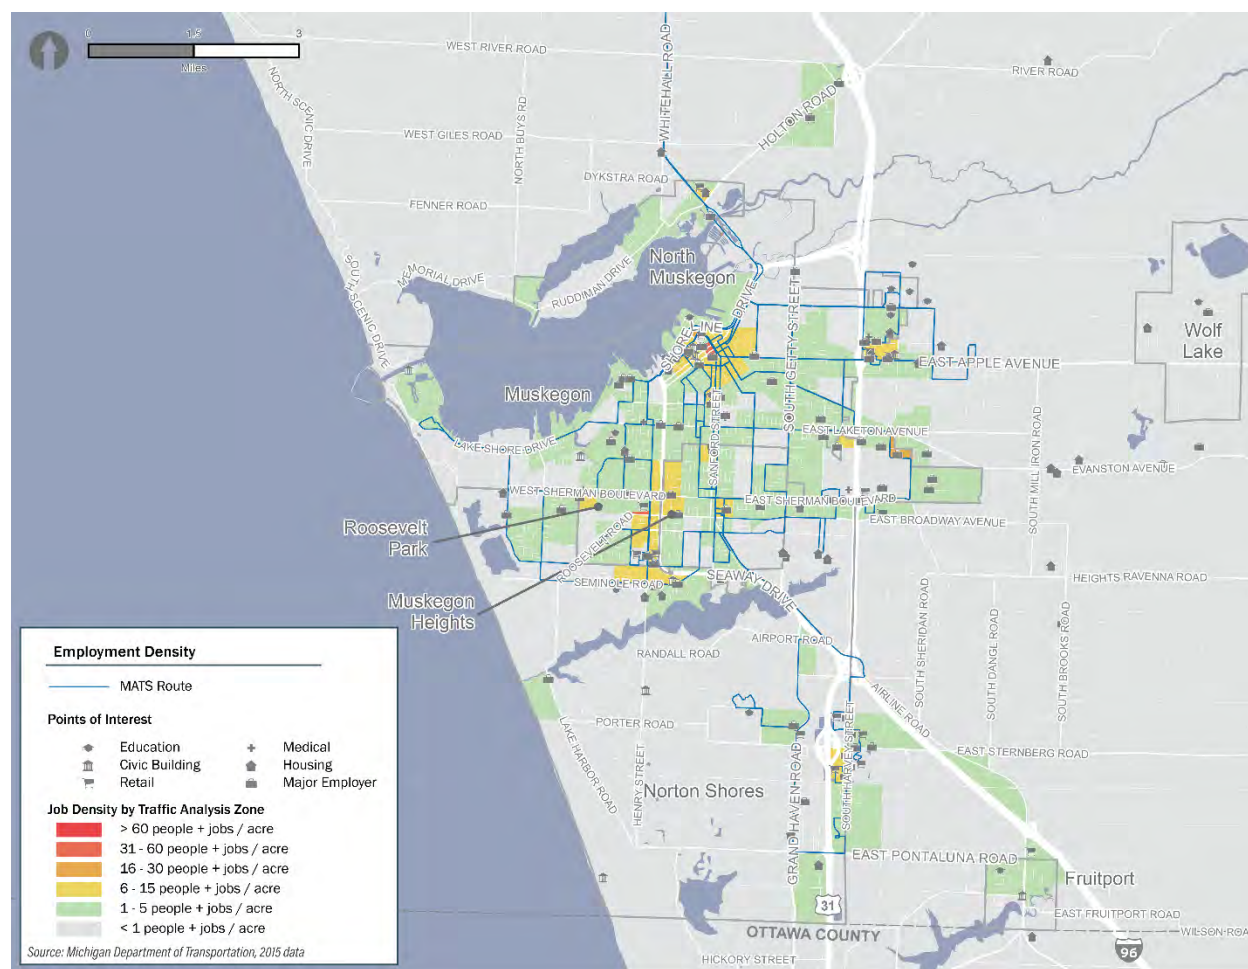 0 1.5 3
Miles
WEST RIVER ROAD
WHITEHALL ROAD
RIVER ROAD
NORTH SCENIC DRIVE
NORTH BUYS RD
HOLTON ROAD
WEST GILES ROAD
DYKSTRA ROAD
FENNER ROAD
North
Muskegon
SOUTH SCENIC DRIVE
MEMORIAL DRIVE
RUDDIMAN DRIVE
SHORELINE DRIVE
SOUTH GETTY STREET
Wolf
Lake
EAST APPLE AVENUE
Muskegon
SANFORD STREET
EAST LAKETON AVENUE
LAKE SHORE DRIVE
SOUTH MILL IRON ROAD
EVANSTON AVENUE
WEST SHERMAN BOULEVARD
EAST SHERMAN BOULEVARD
EAST BROADWAY AVENUE
Roosevelt
Park
ROOSEVELT ROAD
SEAWAY DRIVE
SEMINOLE ROAD
HEIGHTS RAVENNA ROAD
Muskegon
Heights
AIRPORT ROAD
RANDALL ROAD
SOUTH SHERIDAN ROAD
SOUTH DANGL ROAD
SOUTH BROOKS ROAD
AIRLINE ROAD
PORTER ROAD
LAKE HARBOR ROAD
HENRY STREET
GRAND HAVEN ROAD
SOUTH HARVEY STREET
EAST STERNBERG ROAD
Norton Shores
EAST PONTALUNA ROAD
Fruitport
31
EAST FRUITPORT ROAD
OTTAWA COUNTY
WILSON ROA
HICKORY STREET
96
Employment Density
MATS Route
Points of Interest
Education
Medical
Civic Building
Housing
Retail
Major Employer
Job Density by Traffic Analysis Zone
> 60 people + jobs / acre
31 - 60 people + jobs / acre
16 - 30 people + jobs / acre
6 - 15 people + jobs / acre
1 - 5 people + jobs / acre
< 1 people + jobs / acre
Source: Michigan Department of Transportation, 2015 data